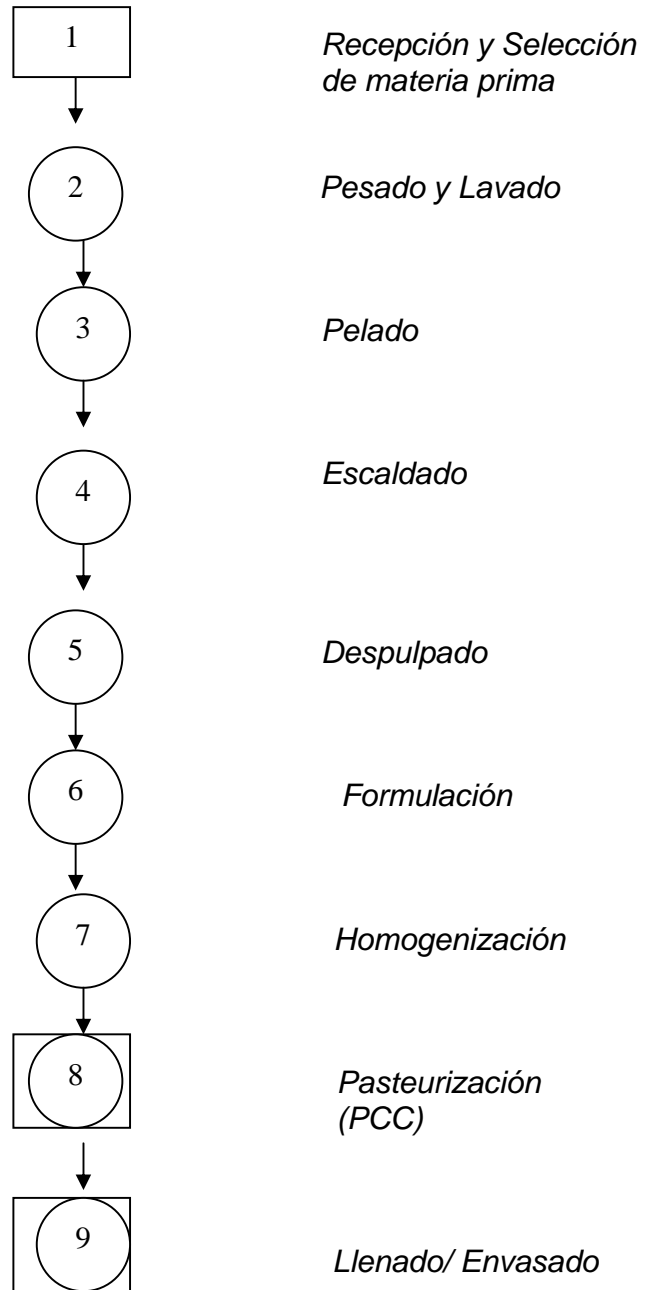 1
Recepción y Selección
de materia prima
2
Pesado y Lavado
3
Pelado
4
Escaldado
5
Despulpado
6
Formulación
7
Homogenización
8
Pasteurización
(PCC)
9
Llenado/ Envasado